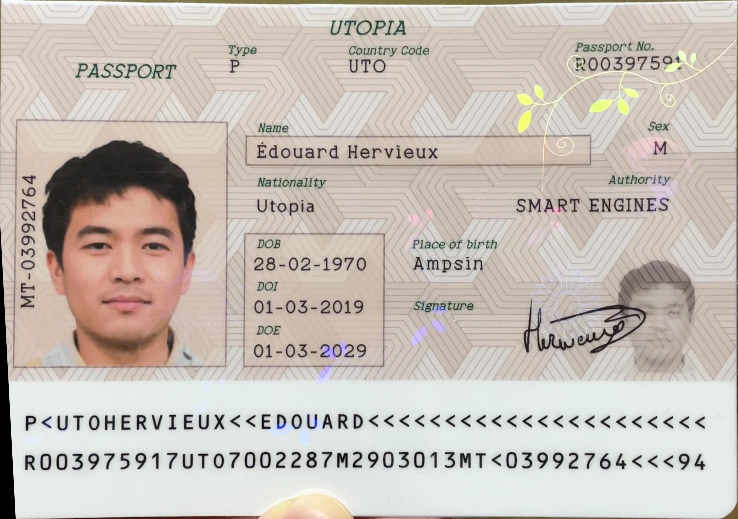 UTOPIA
PASSPORT
Type
P
Country Code
UTO
Passport No.
R00397591
Name
Édouard Hervieux
Sex
M
Nationality
Utopia
Authority
SMART ENGINES
MT-03992764
DOB
28-02-1970
Place of birth
Ampsin
DOI
01-03-2019
Signature
DOE
01-03-2029
P<UTOHERVIEUX<<EDOUARD<<<<<<<<<<<<<<<<<<<<<<
R003975917UTO7002287M2903013MT<03992764<<<94